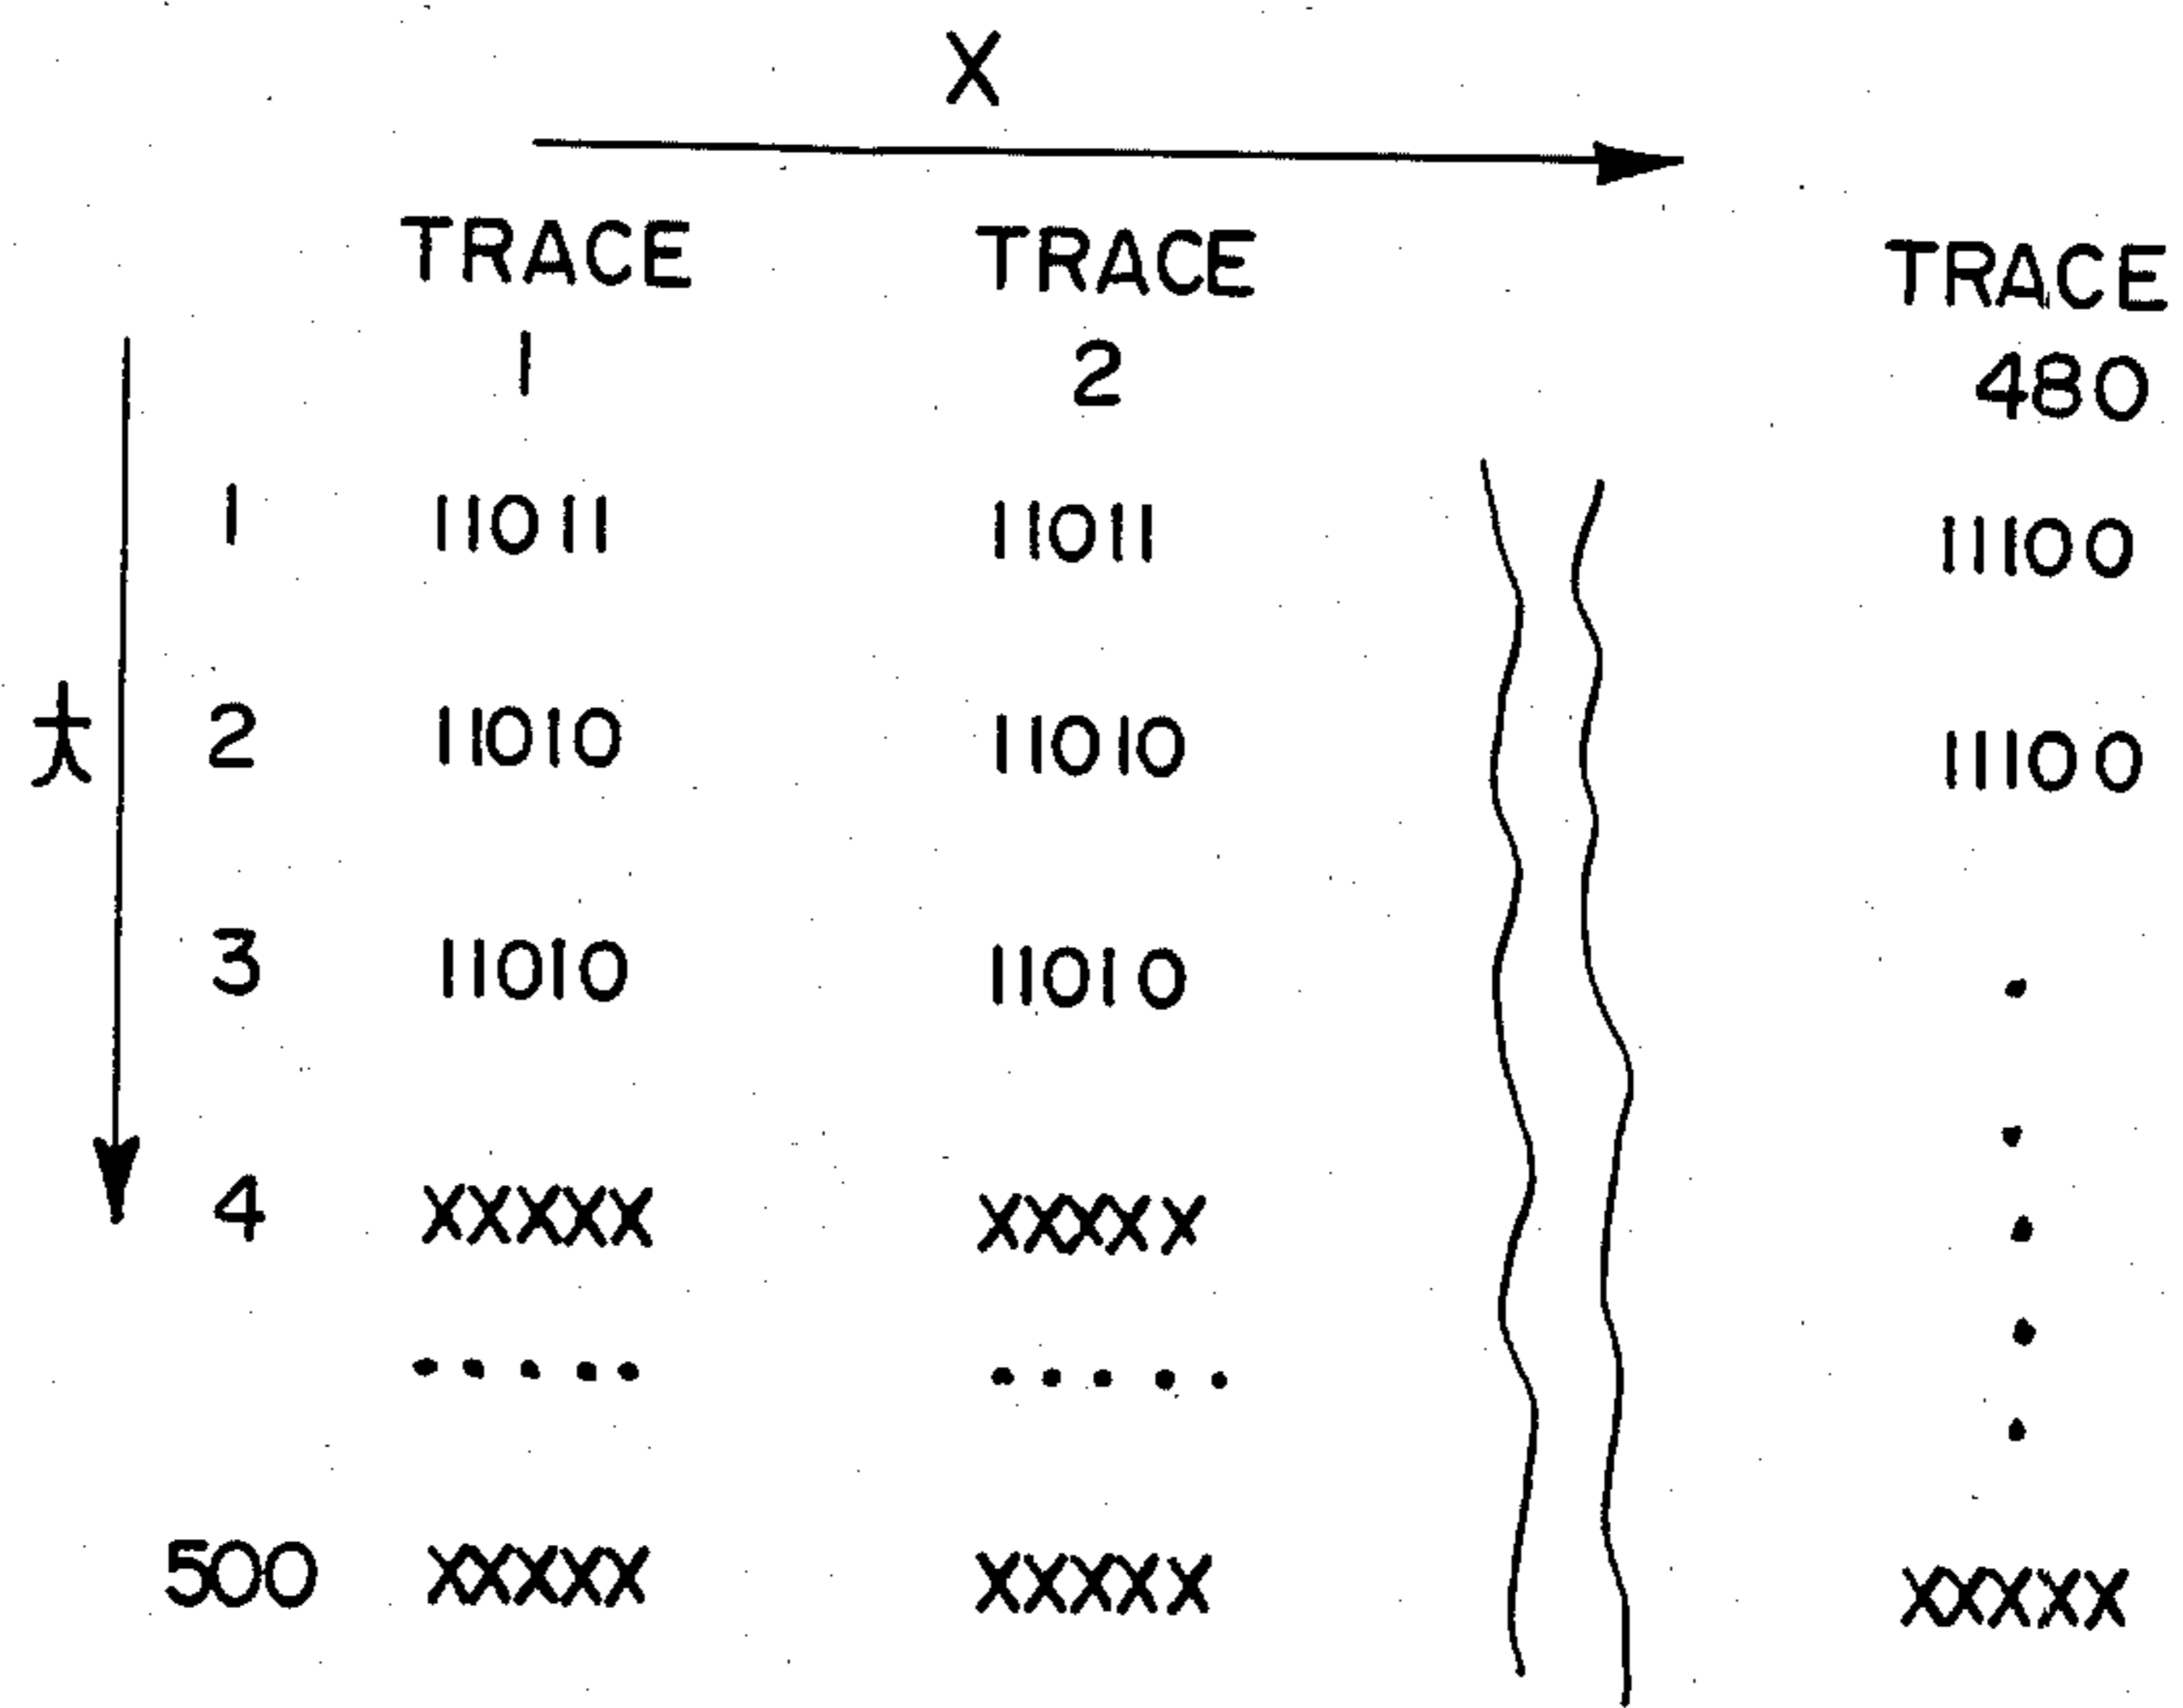 X
TRACE TRACE TRACE
1 2 480
1 11011 11011 11100
t 2 11010 11010 11100
3 11010 11010
4 XXXXX XXXXX
. . . . . . . . . .
500 XXXXX XXXXX XXXXX